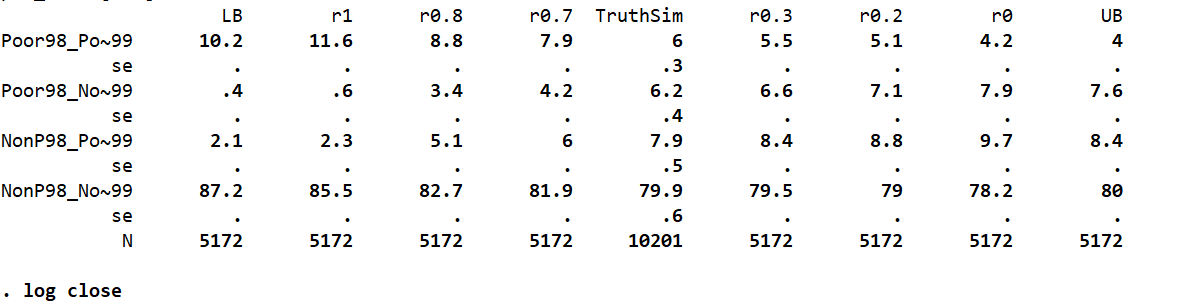 LB r1 r0.8 r0.7 TruthSim r0.3 r0.2 r0 UB
Poor98_Po~99 10.2 11.6 8.8 7.9 6 5.5 5.1 4.2 4
se . . . . .3 . . . .
Poor98_No~99 .4 .6 3.4 4.2 6.2 6.6 7.1 7.9 7.6
se . . . . .4 . . . .
NonP98_Po~99 2.1 2.3 5.1 6 7.9 8.4 8.8 9.7 8.4
se . . . . .5 . . . .
NonP98_No~99 87.2 85.5 82.7 81.9 79.9 79.5 79 78.2 80
se . . . . .6 . . . .
N 5172 5172 5172 5172 10201 5172 5172 5172 5172
. log close